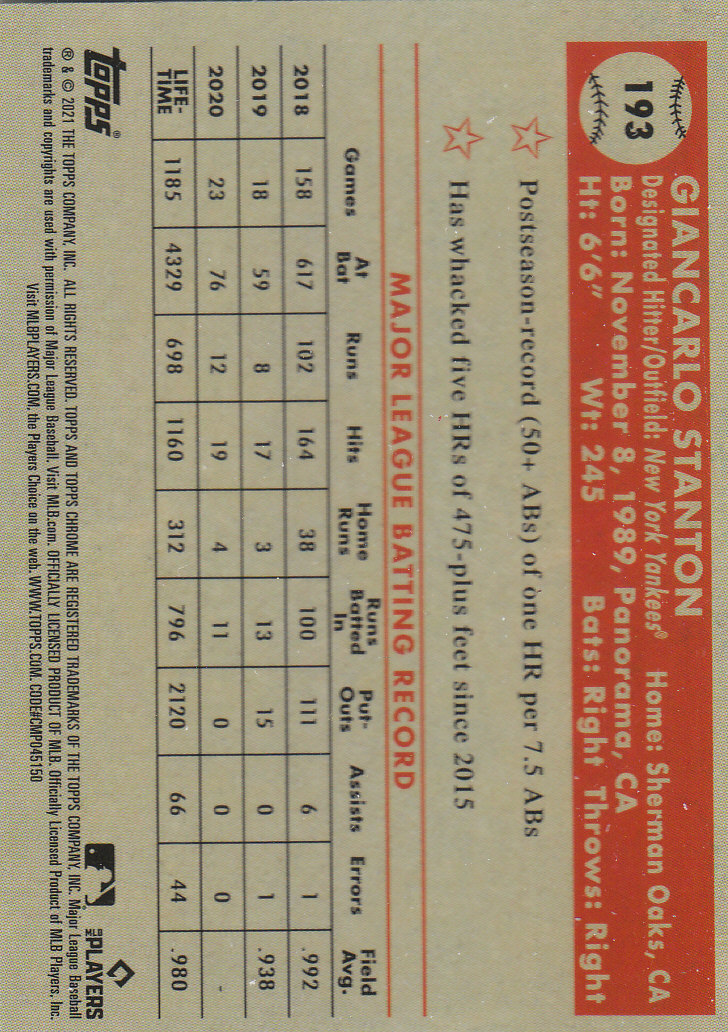 193
GIANCARLO STANTON
Designated Hitter/Outfield: New York Yankees® Home: Sherman Oaks, CA
Born: November 8, 1989, Panorama, CA
Ht: 6'6" Wt: 245 Bats: Right Throws: Right
Postseason-record (50+ ABs) of one HR per 7.5 ABs
Has whacked five HRs of 475-plus feet since 2015
MAJOR LEAGUE BATTING RECORD
Games At Bat Runs Hits Home Runs Runs Batted In Put-Outs Assists Errors Field Avg.
2018 158 617 102 164 38 100 111 6 1 .992
2019 18 59 8 17 3 13 15 0 1 .938
2020 23 76 12 19 4 11 0 0 0 -
LIFE-TIME 1185 4329 698 1160 312 796 2120 66 44 .980
topps®
MLB PLAYERS
® & © 2021 THE TOPPS COMPANY, INC. ALL RIGHTS RESERVED. TOPPS AND TOPPS CHROME ARE REGISTERED TRADEMARKS OF THE TOPPS COMPANY, INC. Major League Baseball
trademarks and copyrights are used with permission of Major League Baseball. Visit MLB.com. OFFICIALLY LICENSED PRODUCT OF MLB. Officially Licensed Product of MLB Players, Inc.
Visit MLBPLAYERS.COM, the Players Choice on the web. WWW.TOPPS.COM. CODE#CMP045150